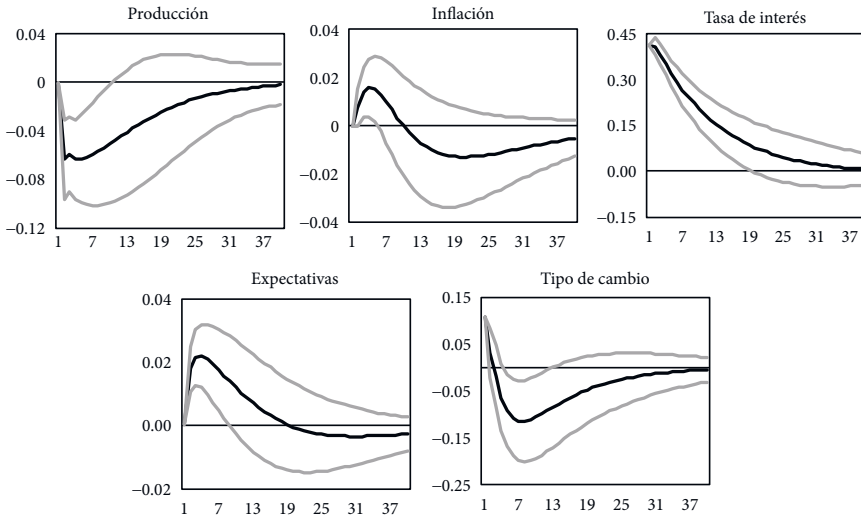 Producción
0.04
0
−0.04
−0.08
−0.12
1 7 13 19 25 31 37
Inflación
0.04
0.02
0
−0.02
−0.04
1 7 13 19 25 31 37
Tasa de interés
0.45
0.30
0.15
0.00
−0.15
1 7 13 19 25 31 37
Expectativas
0.04
0.02
0.00
−0.02
1 7 13 19 25 31 37
Tipo de cambio
0.15
0.05
−0.05
−0.15
−0.25
1 7 13 19 25 31 37